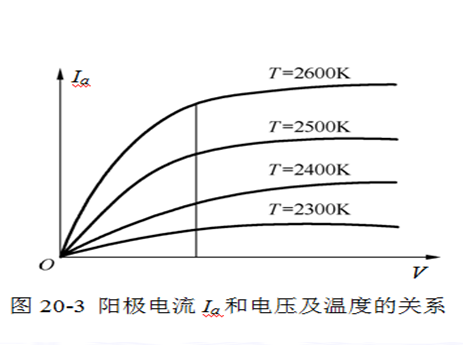 Ia
T=2600K
T=2500K
T=2400K
T=2300K
O
V
图 20-3 阳极电流 Ia 和电压及温度的关系